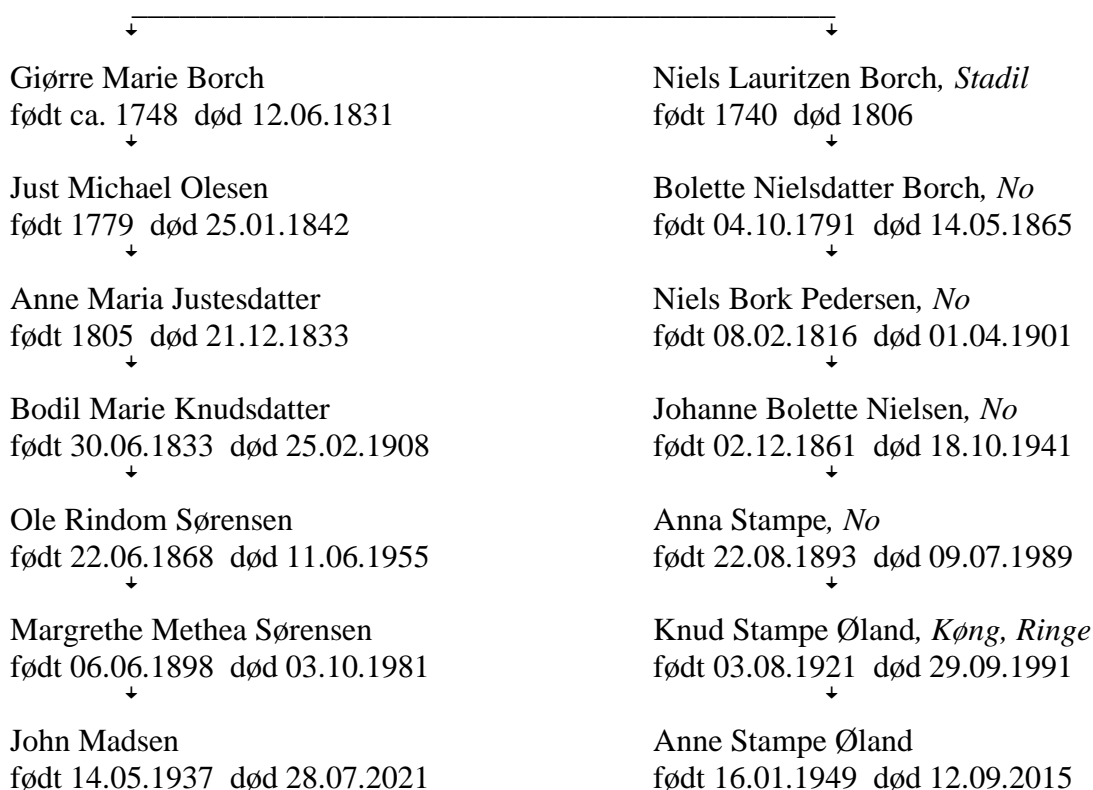 Giørre Marie Borch
født ca. 1748 død 12.06.1831
Just Michael Olesen
født 1779 død 25.01.1842
Anne Maria Justesdatter
født 1805 død 21.12.1833
Bodil Marie Knudsdatter
født 30.06.1833 død 25.02.1908
Ole Rindom Sørensen
født 22.06.1868 død 11.06.1955
Margrethe Methea Sørensen
født 06.06.1898 død 03.10.1981
John Madsen
født 14.05.1937 død 28.07.2021
Niels Lauritzen Borch, Stadil
født 1740 død 1806
Bolette Nielsdatter Borch, No
født 04.10.1791 død 14.05.1865
Niels Bork Pedersen, No
født 08.02.1816 død 01.04.1901
Johanne Bolette Nielsen, No
født 02.12.1861 død 18.10.1941
Anna Stampe, No
født 22.08.1893 død 09.07.1989
Knud Stampe Øland, Køng, Ringe
født 03.08.1921 død 29.09.1991
Anne Stampe Øland
født 16.01.1949 død 12.09.2015